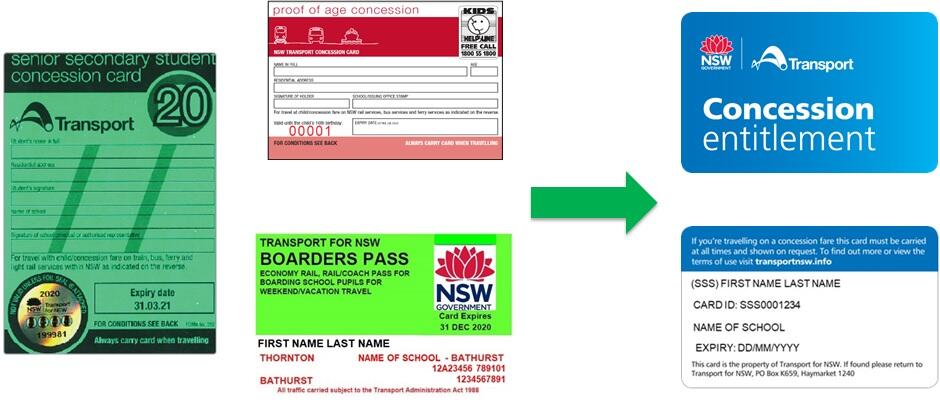 senior secondary student
concession card
20
Transport
Student's name in full
Residential address
Student's signature
Name of school
Signature of school principal or authorised representative
For travel with child/concession fare on train, bus, ferry and
light rail services within NSW as indicated on the reverse.
NOT VALID UNLESS FOIL SEAL IS ATTACHED
2020
NSW Transport for NSW
199981
Expiry date
31.03.21
FOR CONDITIONS SEE BACK
Always carry card when travelling
proof of age concession
KIDS
HELPLINE
FREE CALL
1800 55 1800
NSW TRANSPORT CONCESSION CARD
NAME IN FULL
AGE
RESIDENTIAL ADDRESS
SIGNATURE OF HOLDER
SCHOOL/ISSUING OFFICE STAMP
For travel at child/concession fare on NSW rail services, bus services and ferry services as indicated on the reverse.
Valid until the child's 16th birthday.
EXPIRY DATE
00001
FOR CONDITIONS SEE BACK
ALWAYS CARRY CARD WHEN TRAVELLING
TRANSPORT FOR NSW
BOARDERS PASS
ECONOMY RAIL, RAIL/COACH PASS FOR
BOARDING SCHOOL PUPILS FOR
WEEKEND/VACATION TRAVEL
NSW
GOVERNMENT
Card Expires
31 DEC 2020
FIRST NAME LAST NAME
THORNTON NAME OF SCHOOL - BATHURST
12A23456 789101
BATHURST 1234567891
All traffic carried subject to the Transport Administration Act 1988
NSW
GOVERNMENT
Transport
Concession
entitlement
If you're travelling on a concession fare this card must be carried
at all times and shown on request. To find out more or view the
terms of use visit transportnsw.info
(SSS) FIRST NAME LAST NAME
CARD ID: SSS0001234
NAME OF SCHOOL
EXPIRY: DD/MM/YYYY
This card is the property of Transport for NSW. If found please return to
Transport for NSW, PO Box K659, Haymarket 1240